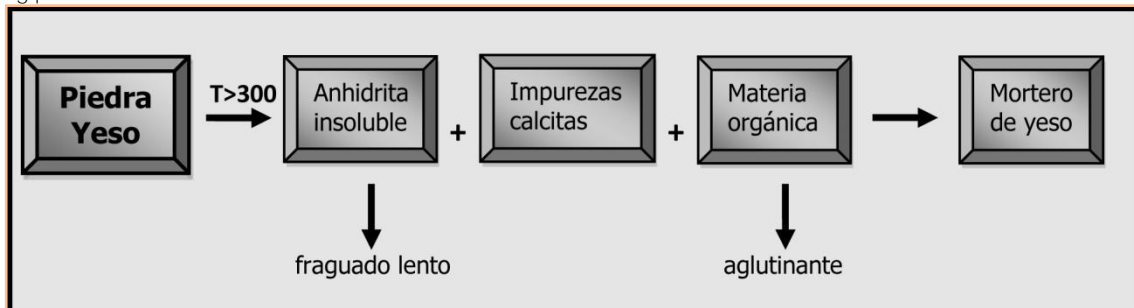 Piedra
Yeso
T>300
Anhidrita
insoluble
+
Impurezas
calcitas
+
Materia
orgánica
Mortero
de yeso
fraguado lento
aglutinante